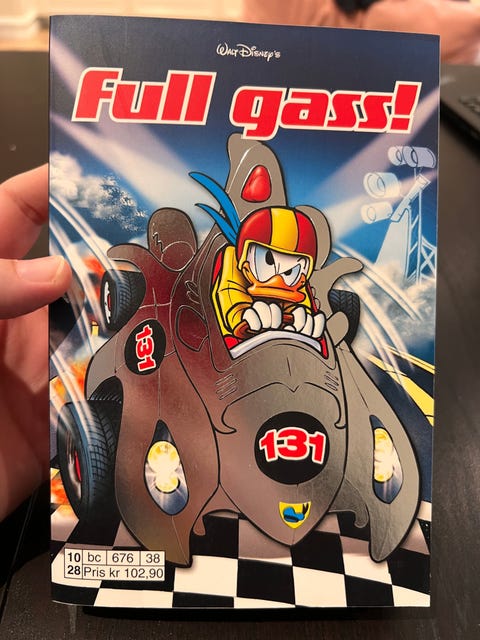 Walt Disney's
Full gass!
131
131
10 bc 676 38
28 Pris kr 102,90